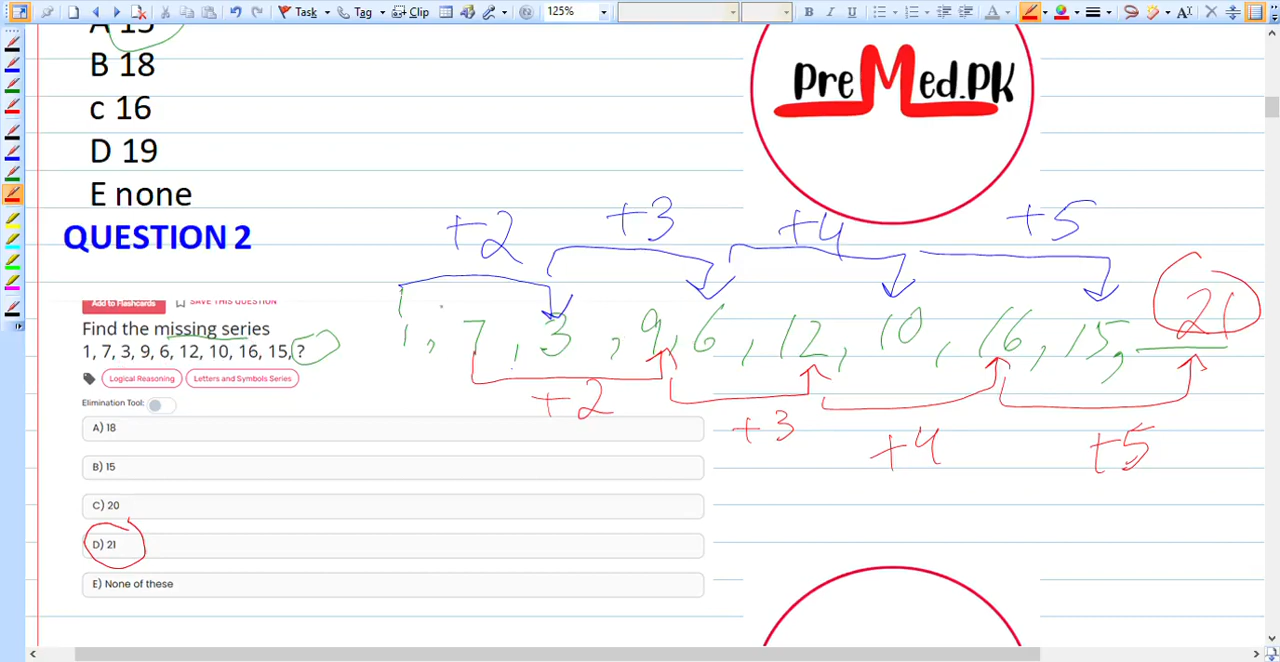 Task
Tag
Clip
125%
B I U
A 15
B 18
c 16
D 19
E none
PreMed.PK
QUESTION 2
+2 +3 +4 +5
Add to Flashcards SAVE THIS QUESTION
Find the missing series
1, 7, 3, 9, 6, 12, 10, 16, 15, ?
1, 7, 3, 9, 6, 12, 10, 16, 15, 21
Logical Reasoning Letters and Symbols Series
+2 +3 +4 +5
Elimination Tool:
A) 18
B) 15
C) 20
D) 21
E) None of these